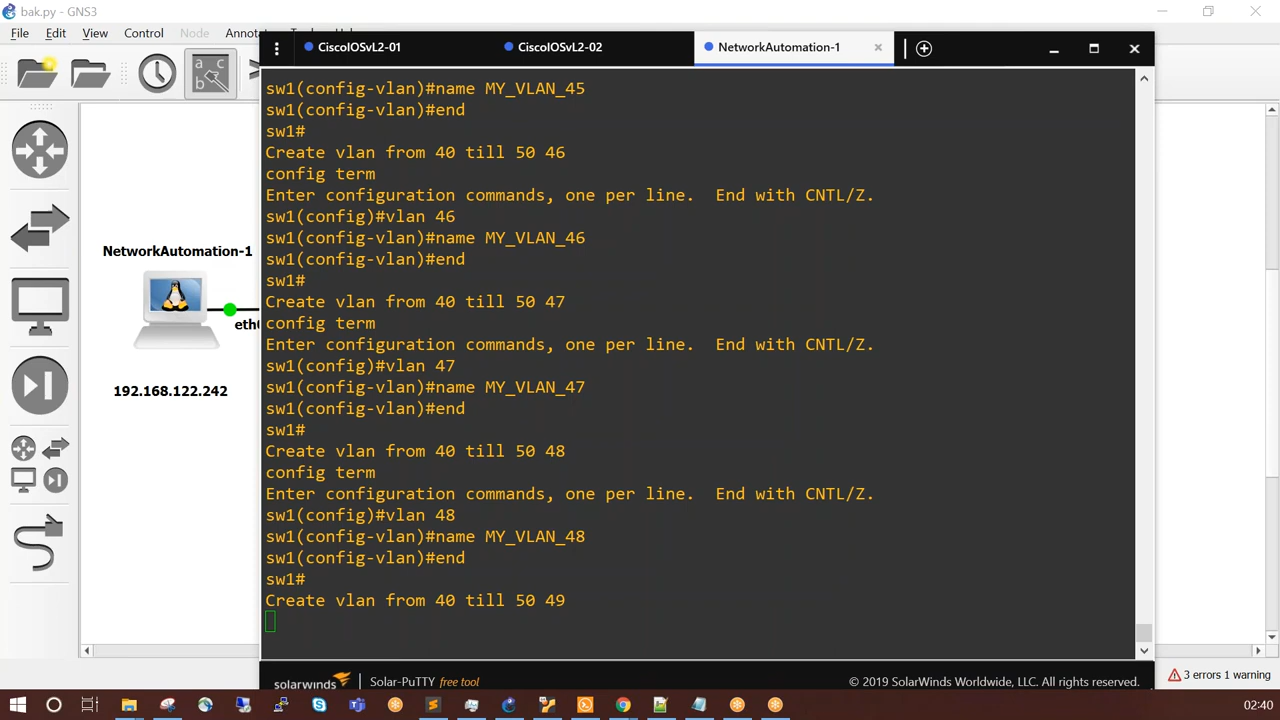 bak.py - GNS3
File Edit View Control Node Annota
CiscoIOSvL2-01
CiscoIOSvL2-02
NetworkAutomation-1
a c
b
NetworkAutomation-1
eth
192.168.122.242
sw1(config-vlan)#name MY_VLAN_45
sw1(config-vlan)#end
sw1#
Create vlan from 40 till 50 46
config term
Enter configuration commands, one per line.  End with CNTL/Z.
sw1(config)#vlan 46
sw1(config-vlan)#name MY_VLAN_46
sw1(config-vlan)#end
sw1#
Create vlan from 40 till 50 47
config term
Enter configuration commands, one per line.  End with CNTL/Z.
sw1(config)#vlan 47
sw1(config-vlan)#name MY_VLAN_47
sw1(config-vlan)#end
sw1#
Create vlan from 40 till 50 48
config term
Enter configuration commands, one per line.  End with CNTL/Z.
sw1(config)#vlan 48
sw1(config-vlan)#name MY_VLAN_48
sw1(config-vlan)#end
sw1#
Create vlan from 40 till 50 49
solarwinds Solar-PuTTY free tool
© 2019 SolarWinds Worldwide, LLC. All rights reserved.
3 errors 1 warning
02:40